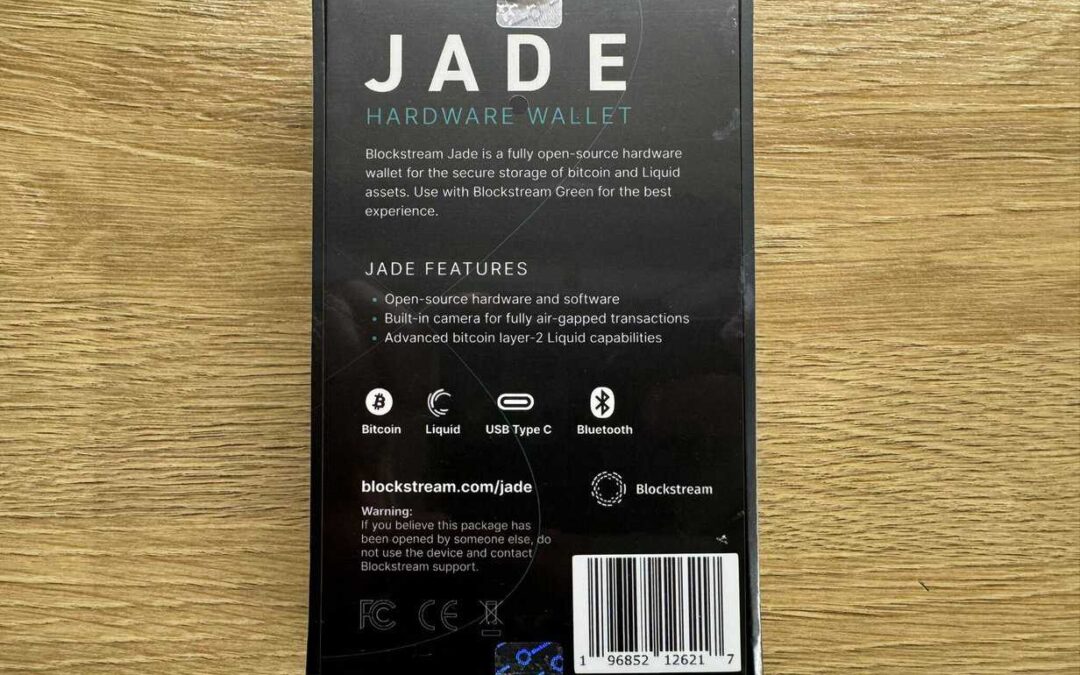 JADE
HARDWARE WALLET
Blockstream Jade is a fully open-source hardware
wallet for the secure storage of bitcoin and Liquid
assets. Use with Blockstream Green for the best
experience.
JADE FEATURES
• Open-source hardware and software
• Built-in camera for fully air-gapped transactions
• Advanced bitcoin layer-2 Liquid capabilities
Bitcoin Liquid USB Type C Bluetooth
blockstream.com/jade
Blockstream
Warning:
If you believe this package has
been opened by someone else, do
not use the device and contact
Blockstream support.
FC CE
1 96852 12621 7